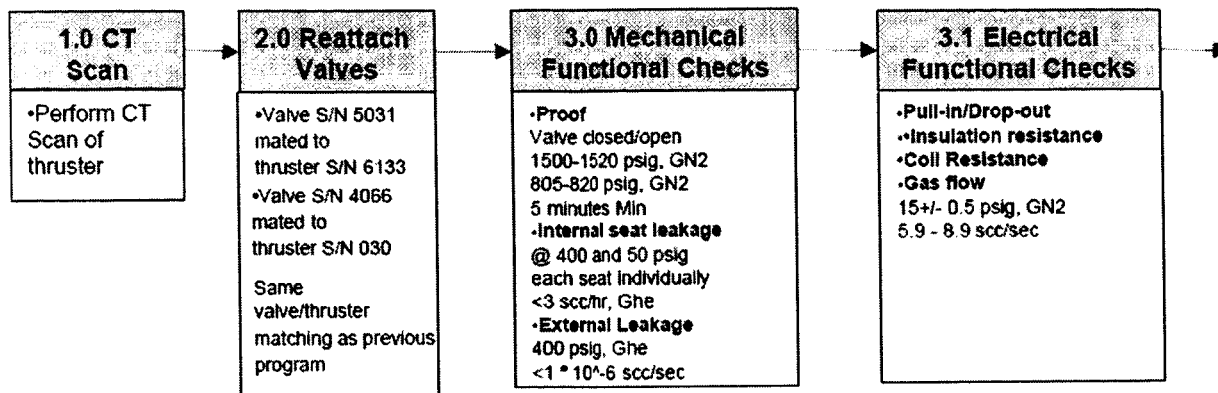 1.0 CT
Scan
•Perform CT
Scan of
thruster
2.0 Reattach
Valves
•Valve S/N 5031
mated to
thruster S/N 6133
•Valve S/N 4066
mated to
thruster S/N 030
Same
valve/thruster
matching as previous
program
3.0 Mechanical
Functional Checks
•Proof
Valve closed/open
1500-1520 psig, GN2
805-820 psig, GN2
5 minutes Min
•Internal seat leakage
@ 400 and 50 psig
each seat individually
<3 scc/hr, Ghe
•External Leakage
400 psig, Ghe
<1 * 10^-6 scc/sec
3.1 Electrical
Functional Checks
•Pull-in/Drop-out
••Insulation resistance
•Coil Resistance
•Gas flow
15+/- 0.5 psig, GN2
5.9 - 8.9 scc/sec